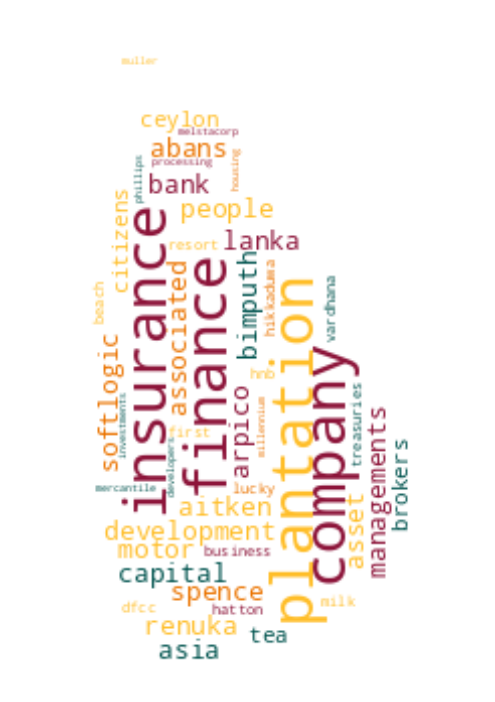 muller
ceylon
melstacorp
abans
processing
phillips
housing
bank
citizens
people
lanka
resort
insurance
finance
associated
bimputh
hikkaduma
vardhana
beach
plantation
company
softlogic
hnb
arpico
treasuries
investments
millennium
first
managements
brokers
developers
mercantile
lucky
asset
aitken
development
motor
business
capital
spence
milk
dfcc
hatton
renuka
tea
asia